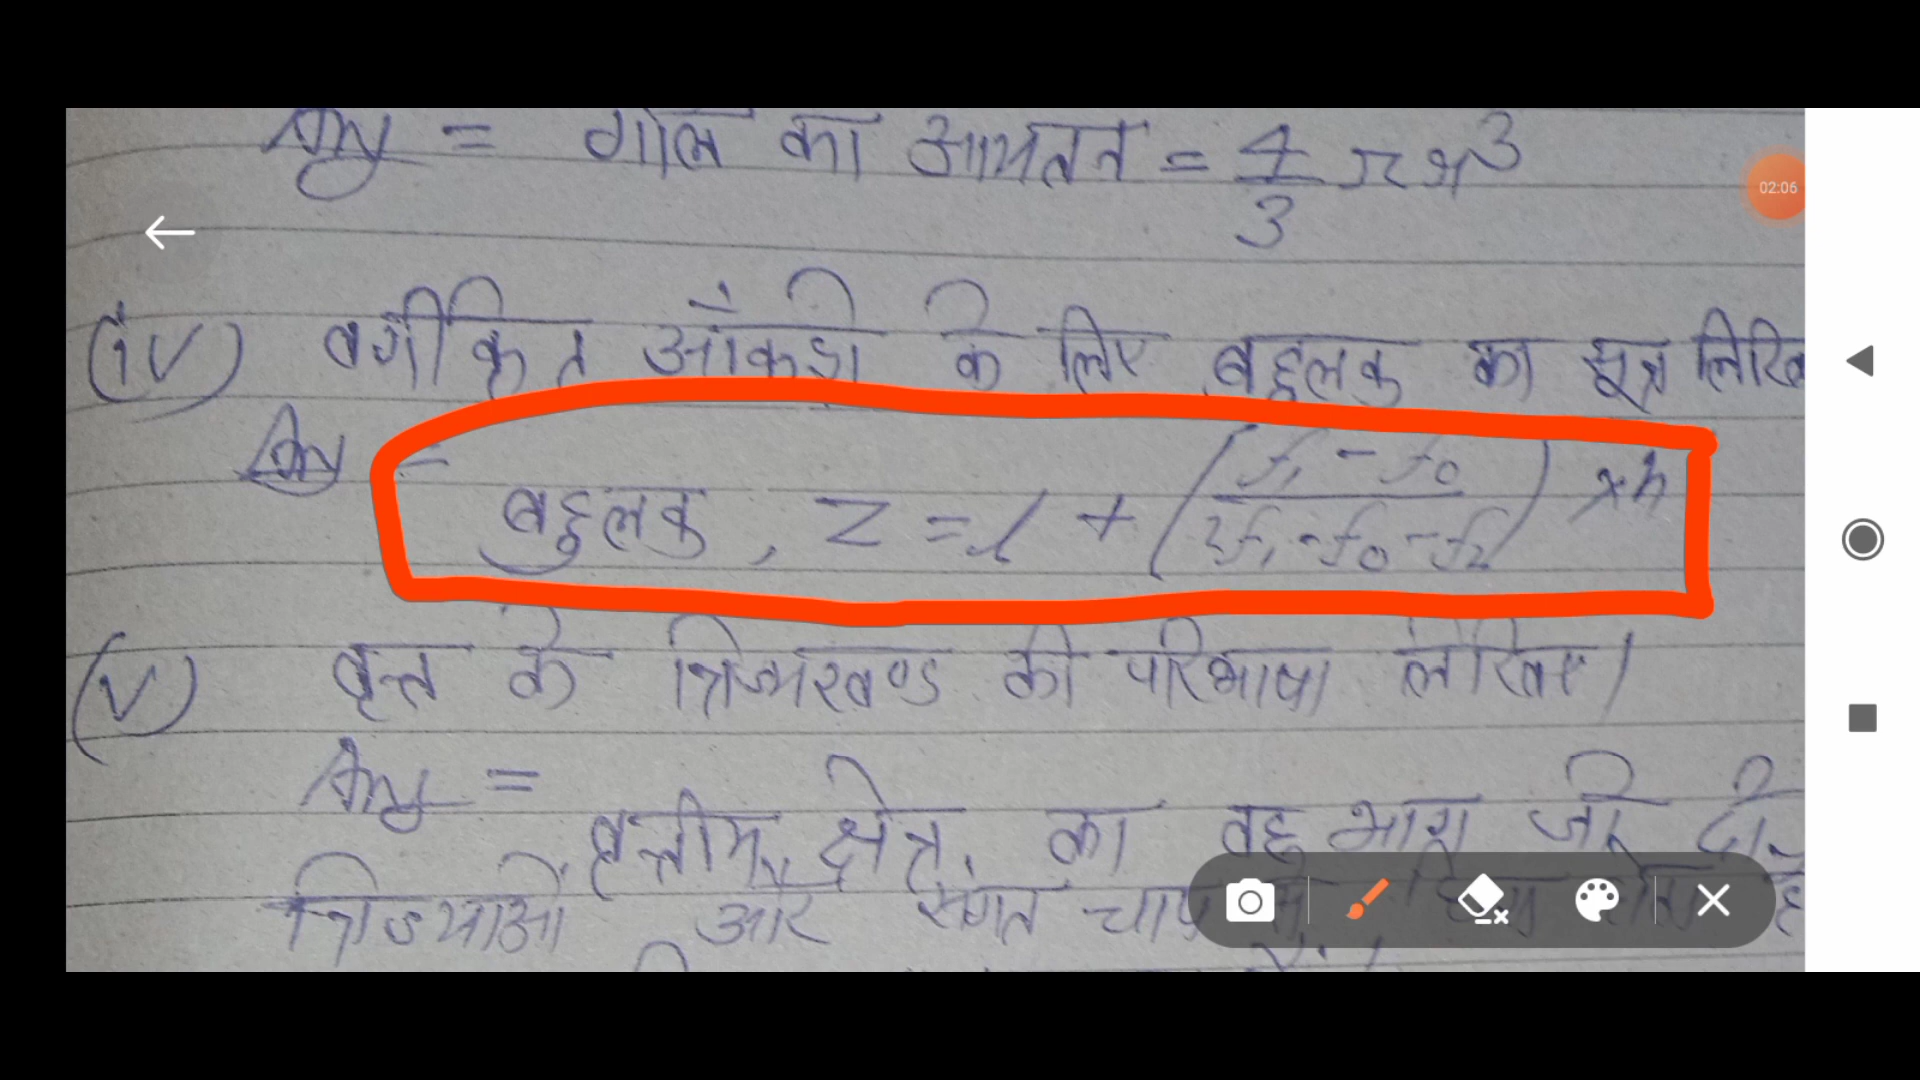 Ans = गोले का आयतन = 4/3 πr³
02:06
(iv) वर्गीकृत आँकड़ो के लिए बहुलक का सूत्र लिखि
Ans =
बहुलक, Z = l + (f₁ - f₀ / 2f₁ - f₀ - f₂) × h
(v) वृत्त के त्रिज्यखण्ड की परिभाषा लिखिए।
Ans =
वृत्तीय क्षेत्र का वह भाग जो दो
त्रिज्याओं और संगत चाप